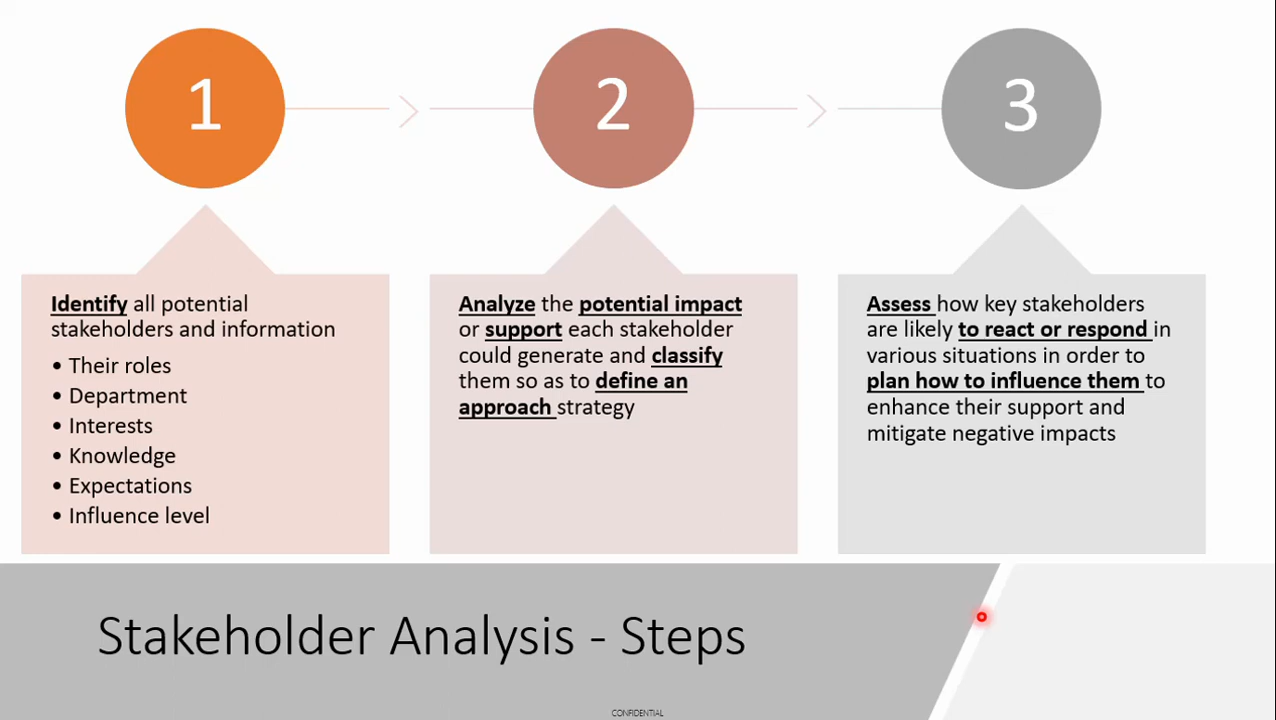 1
2
3
Identify all potential
stakeholders and information
• Their roles
• Department
• Interests
• Knowledge
• Expectations
• Influence level
Analyze the potential impact
or support each stakeholder
could generate and classify
them so as to define an
approach strategy
Assess how key stakeholders
are likely to react or respond in
various situations in order to
plan how to influence them to
enhance their support and
mitigate negative impacts
Stakeholder Analysis - Steps
CONFIDENTIAL